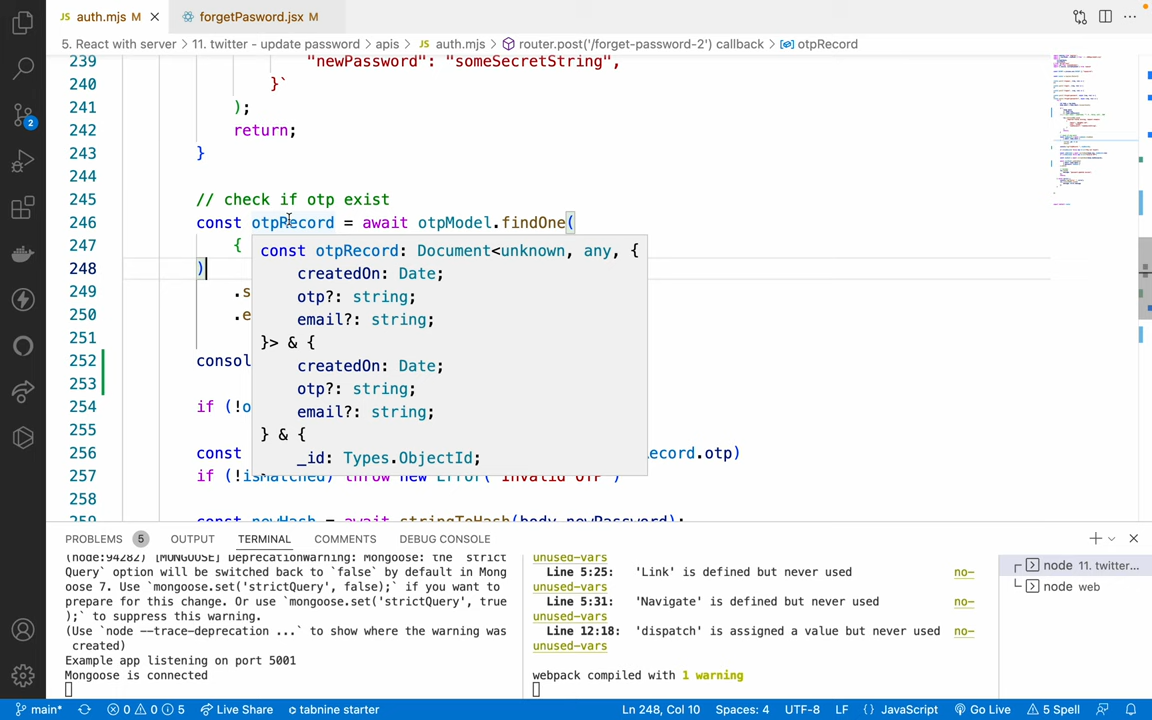 auth.mjs M
forgetPasword.jsx M
5. React with server > 11. twitter - update password > apis > auth.mjs > router.post('/forget-password-2') callback > otpRecord
239 "newPassword": "someSecretString",
240 }`
241 );
242 return;
243 }
244
245 // check if otp exist
246 const otpRecord = await otpModel.findOne(
247 {
248 )
249 .s
250 .e
251
252 consol
253
254 if (!o
255
256 const ecord.otp)
257 if (!isMatched) throw new Error("Invalid OTP")
258
259 const newHash = await stringToHash(body.newPassword);
const otpRecord: Document<unknown, any, {
createdOn: Date;
otp?: string;
email?: string;
}> & {
createdOn: Date;
otp?: string;
email?: string;
} & {
_id: Types.ObjectId;
PROBLEMS 5 OUTPUT TERMINAL COMMENTS DEBUG CONSOLE
(node:94282) [MONGOOSE] DeprecationWarning: Mongoose: the `strict
Query` option will be switched back to `false` by default in Mong
oose 7. Use `mongoose.set('strictQuery', false);` if you want to
prepare for this change. Or use `mongoose.set('strictQuery', true
);` to suppress this warning.
(Use `node --trace-deprecation ...` to show where the warning was
created)
Example app listening on port 5001
Mongoose is connected
unused-vars
Line 5:25: 'Link' is defined but never used no-
unused-vars
Line 5:31: 'Navigate' is defined but never used no-
unused-vars
Line 12:18: 'dispatch' is assigned a value but never used no-
unused-vars
webpack compiled with 1 warning
node 11. twitter...
node web
2
main* 0 0 5 Live Share tabnine starter Ln 248, Col 10 Spaces: 4 UTF-8 LF {} JavaScript Go Live 5 Spell